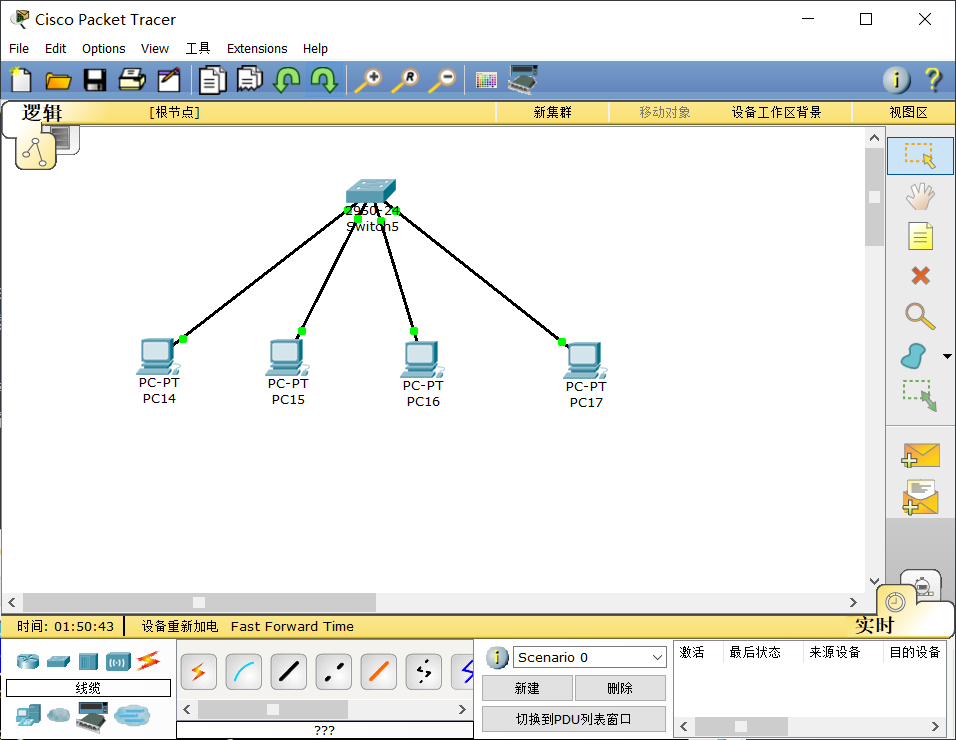 Cisco Packet Tracer
File Edit Options View 工具 Extensions Help
逻辑 [根节点] 新集群 移动对象 设备工作区背景 视图区
2950-24
Switch5
PC-PT
PC14
PC-PT
PC15
PC-PT
PC16
PC-PT
PC17
时间: 01:50:43 设备重新加电 Fast Forward Time 实时
线缆
???
Scenario 0
新建 删除
切换到PDU列表窗口
激活 最后状态 来源设备 目的设备